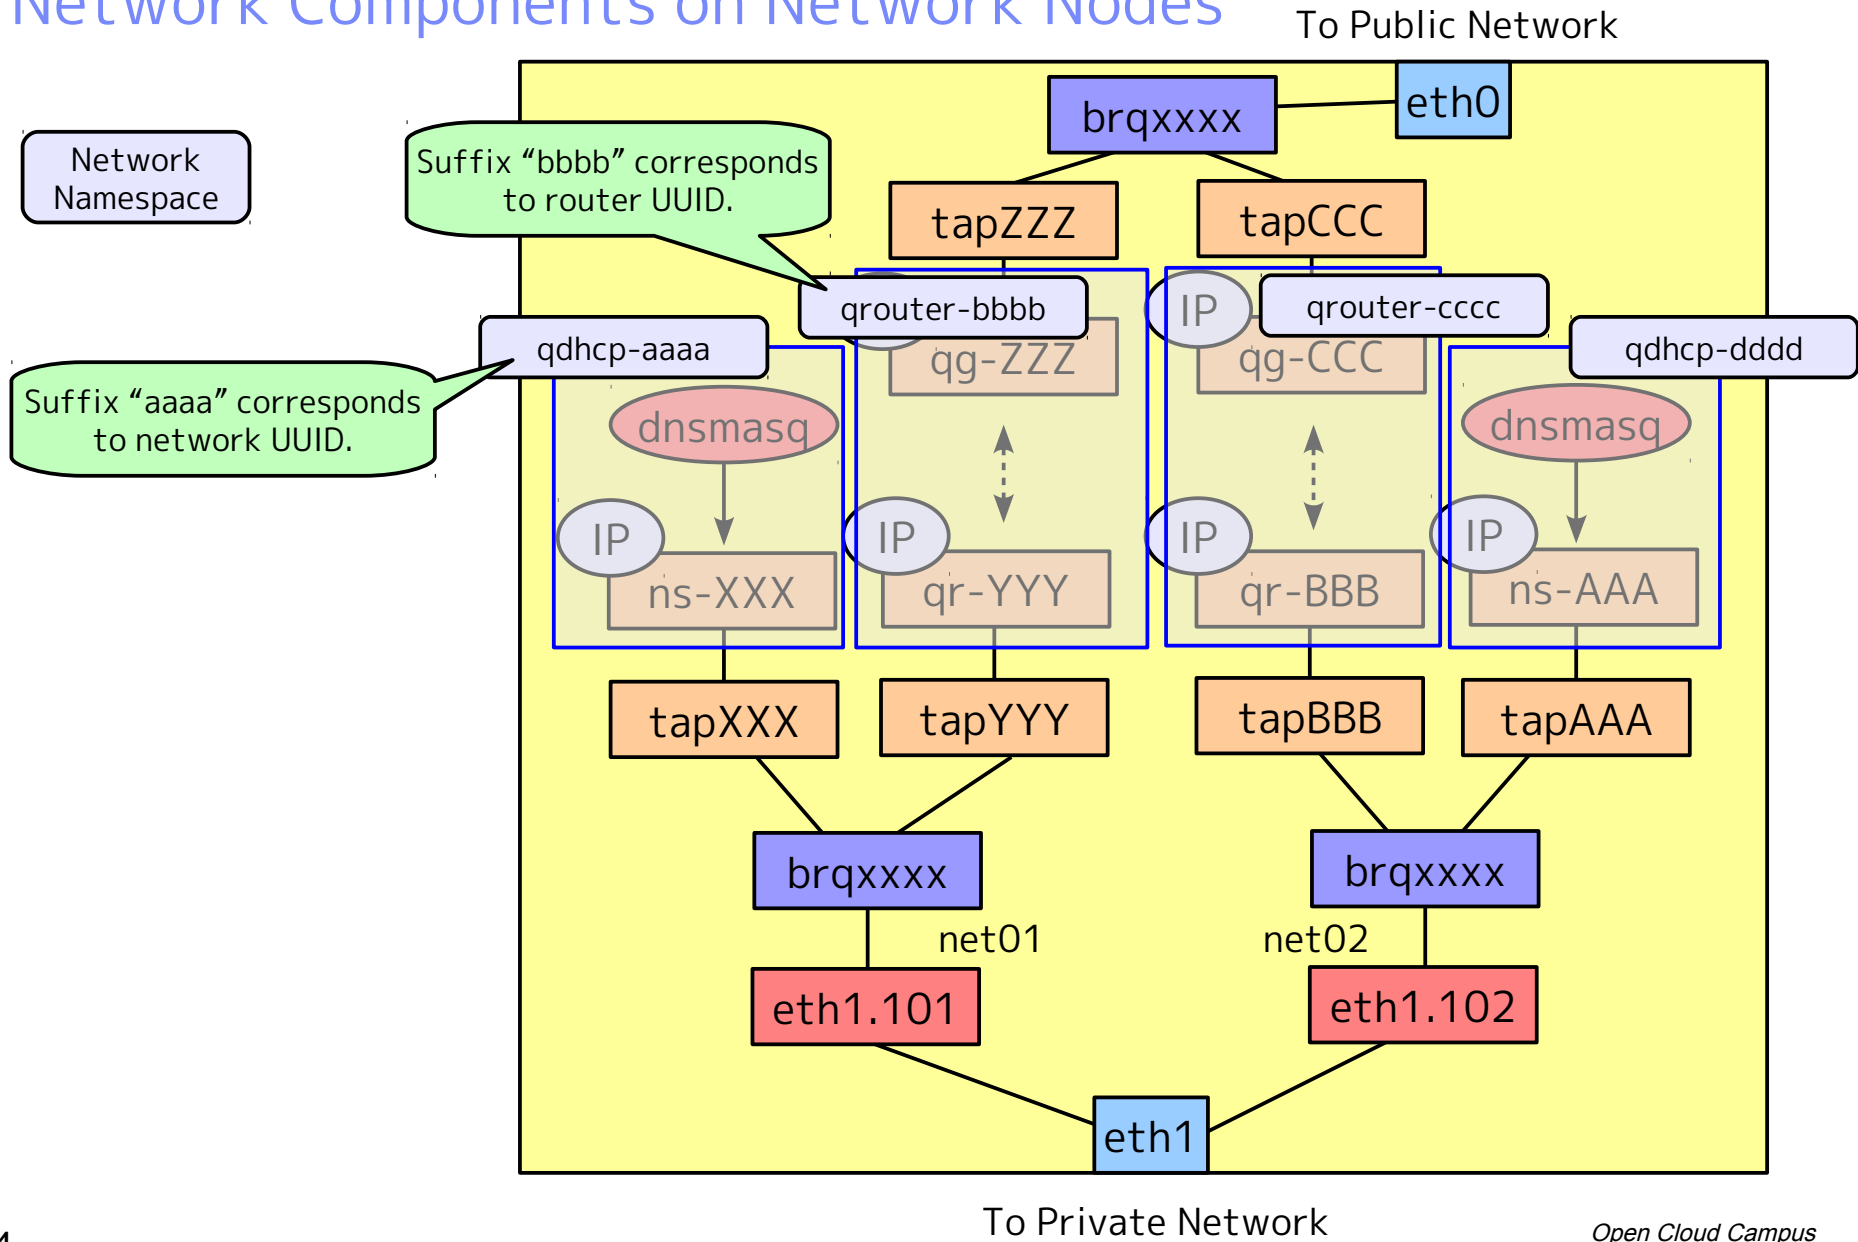 Network Components on Network Nodes
To Public Network
eth0
brqxxxx
Network
Namespace
Suffix “bbbb” corresponds
to router UUID.
tapZZZ
tapCCC
qrouter-bbbb
IP
qrouter-cccc
qdhcp-aaaa
qdhcp-dddd
qg-ZZZ
qg-CCC
Suffix “aaaa” corresponds
to network UUID.
dnsmasq
dnsmasq
IP
IP
IP
IP
ns-XXX
qr-YYY
qr-BBB
ns-AAA
tapXXX
tapYYY
tapBBB
tapAAA
brqxxxx
brqxxxx
net01
net02
eth1.101
eth1.102
eth1
To Private Network
Open Cloud Campus